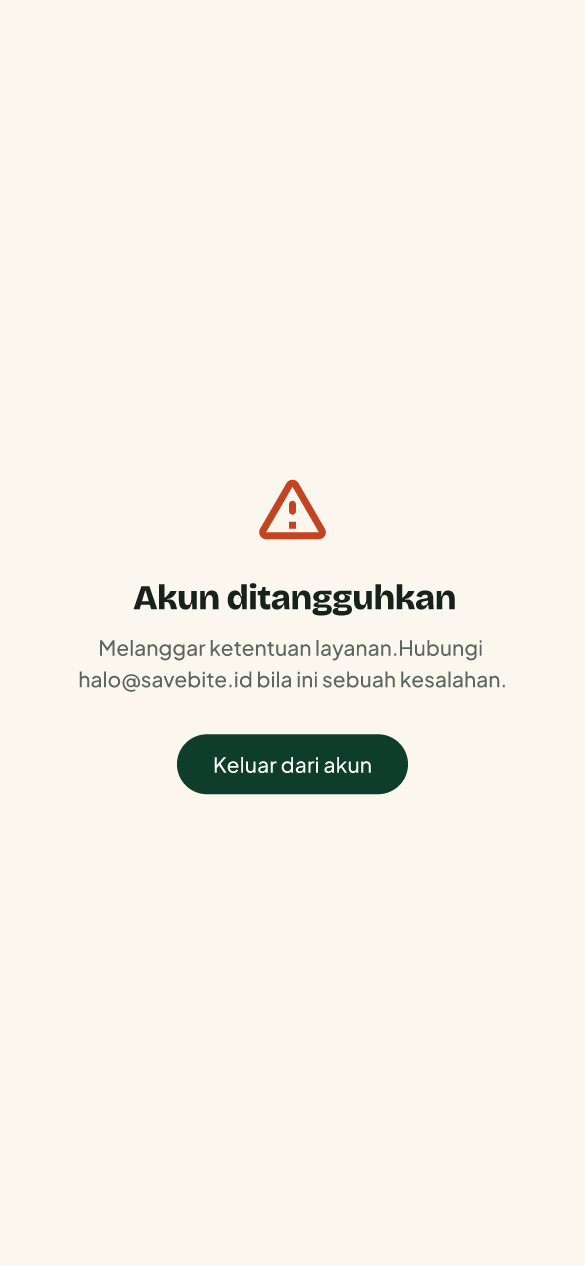 Akun ditangguhkan
Melanggar ketentuan layanan.Hubungi
halo@savebite.id bila ini sebuah kesalahan.
Keluar dari akun